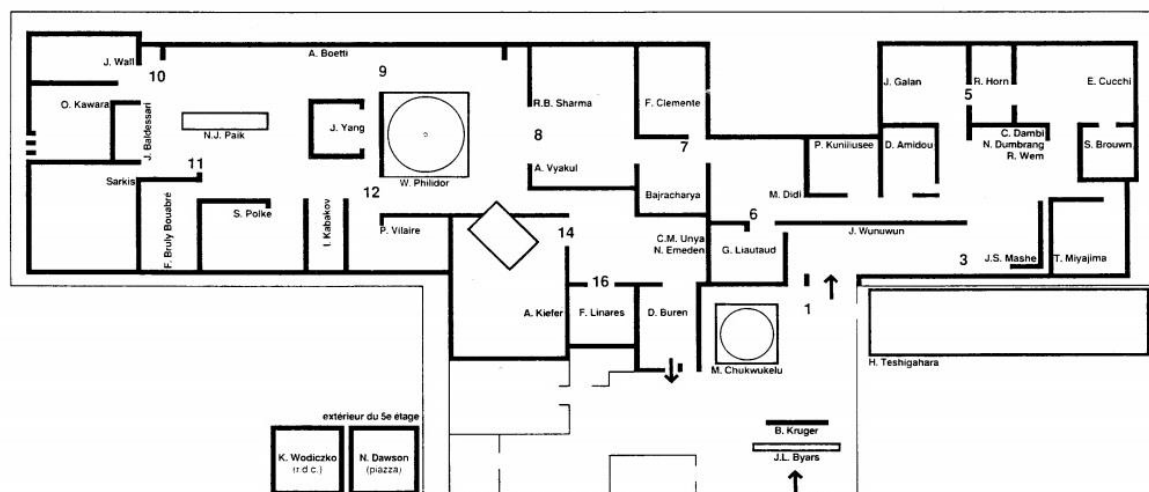 A. Boetti
J. Wall
10
9
O. Kawara
J. Baldessari
N.J. Paik
J. Yang
R.B. Sharma
F. Clemente
8
7
J. Galan
R. Horn
5
E. Cucchi
C. Dambi
N. Dumbrang
R. Wem
S. Brouwn
P. Kuniliusee
D. Amidou
11
Sarkis
12
W. Philidor
A. Vyakul
Bajracharya
M. Didi
6
F. Bruly Bouabré
S. Polke
I. Kabakov
P. Vilaire
14
C.M. Unya
N. Emeden
G. Liautaud
J. Wunuwun
3
J.S. Mashe
T. Miyajima
16
A. Kiefer
F. Linares
D. Buren
1
M. Chukwukelu
H. Teshigahara
extérieur du 5e étage
K. Wodiczko
(r.d.c.)
N. Dawson
(piazza)
B. Kruger
J.L. Byars